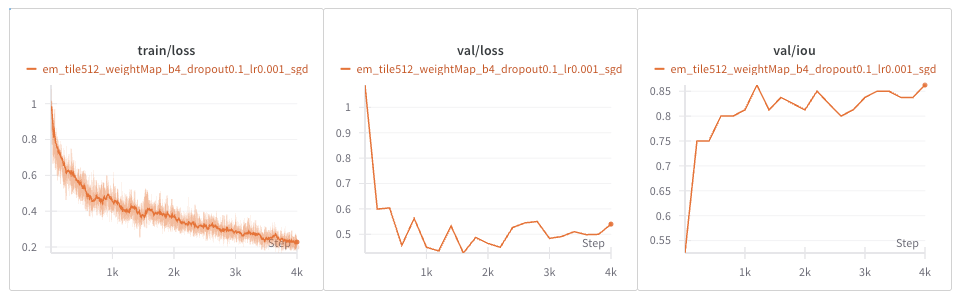 train/loss
em_tile512_weightMap_b4_dropout0.1_lr0.001_sgd
1
0.8
0.6
0.4
0.2
Step
1k 2k 3k 4k
val/loss
em_tile512_weightMap_b4_dropout0.1_lr0.001_sgd
1
0.9
0.8
0.7
0.6
0.5
Step
1k 2k 3k 4k
val/iou
em_tile512_weightMap_b4_dropout0.1_lr0.001_sgd
0.85
0.8
0.75
0.7
0.65
0.6
0.55
Step
1k 2k 3k 4k